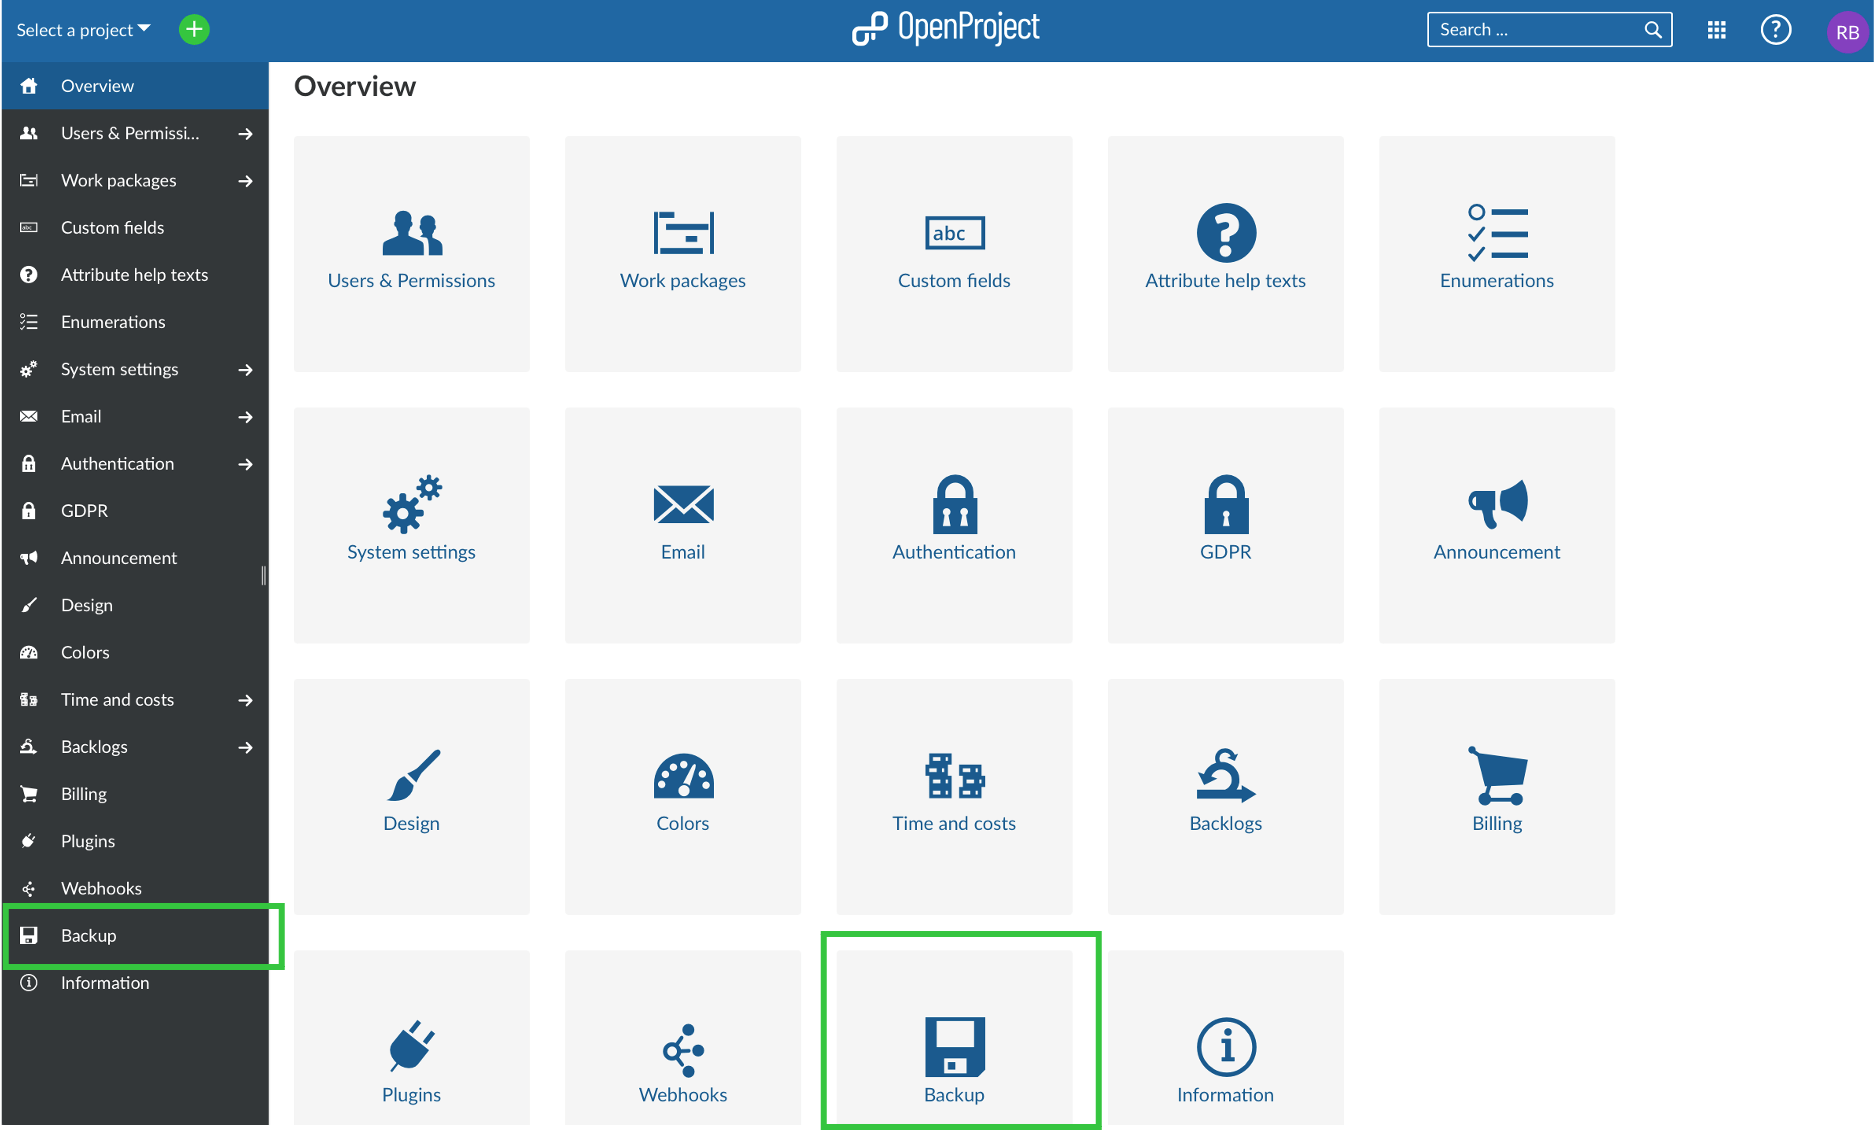 Select a project
OpenProject
Search ...
RB
Overview
Users & Permissi...
Work packages
Custom fields
Attribute help texts
Enumerations
System settings
Email
Authentication
GDPR
Announcement
Design
Colors
Time and costs
Backlogs
Billing
Plugins
Webhooks
Backup
Information
Overview
Users & Permissions
Work packages
abc
Custom fields
Attribute help texts
Enumerations
System settings
Email
Authentication
GDPR
Announcement
Design
Colors
Time and costs
Backlogs
Billing
Plugins
Webhooks
Backup
Information